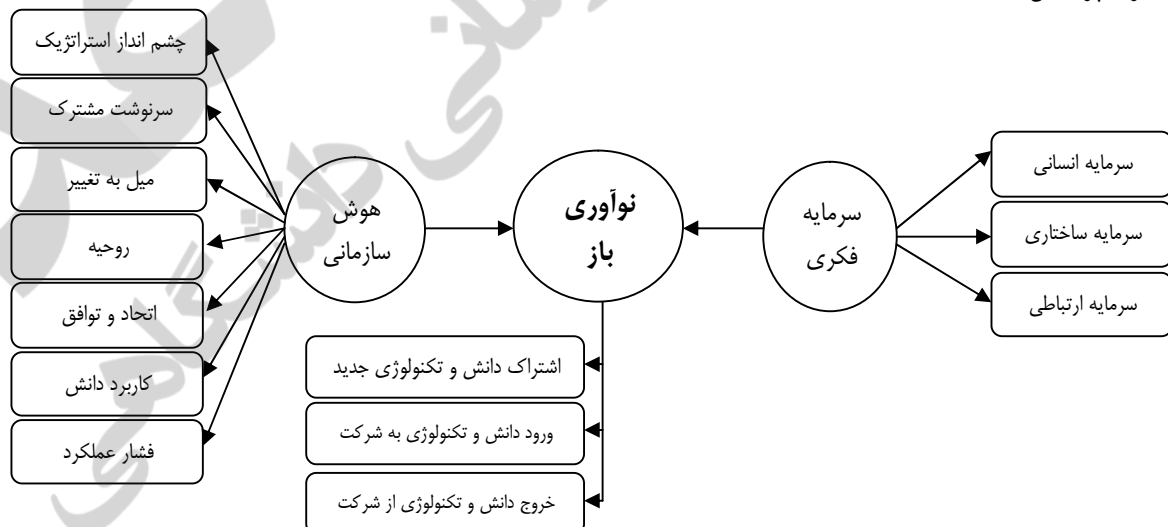 سرمایه انسانی
سرمایه ساختاری
سرمایه ارتباطی
سرمایه
فکری
نوآوری
باز
هوش
سازمانی
چشم انداز استراتژیک
سرنوشت مشترک
میل به تغییر
روحیه
اتحاد و توافق
کاربرد دانش
فشار عملکرد
اشتراک دانش و تکنولوژی جدید
ورود دانش و تکنولوژی به شرکت
خروج دانش و تکنولوژی از شرکت